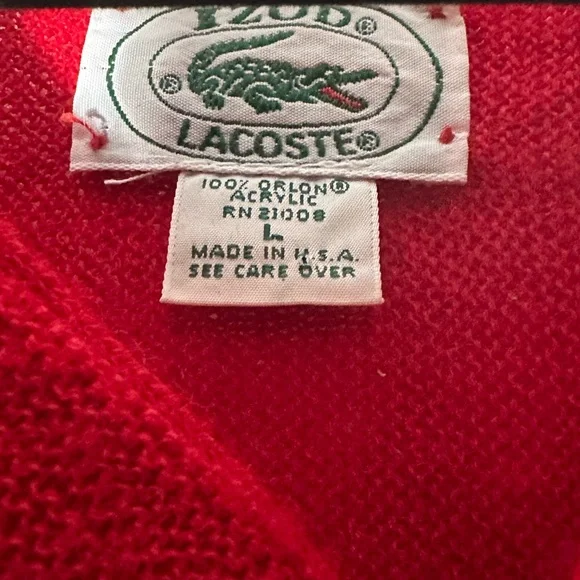 IZOD®
®
LACOSTE®
100% ORLON®
ACRYLIC
RN 21008
L
MADE IN U.S.A.
SEE CARE OVER